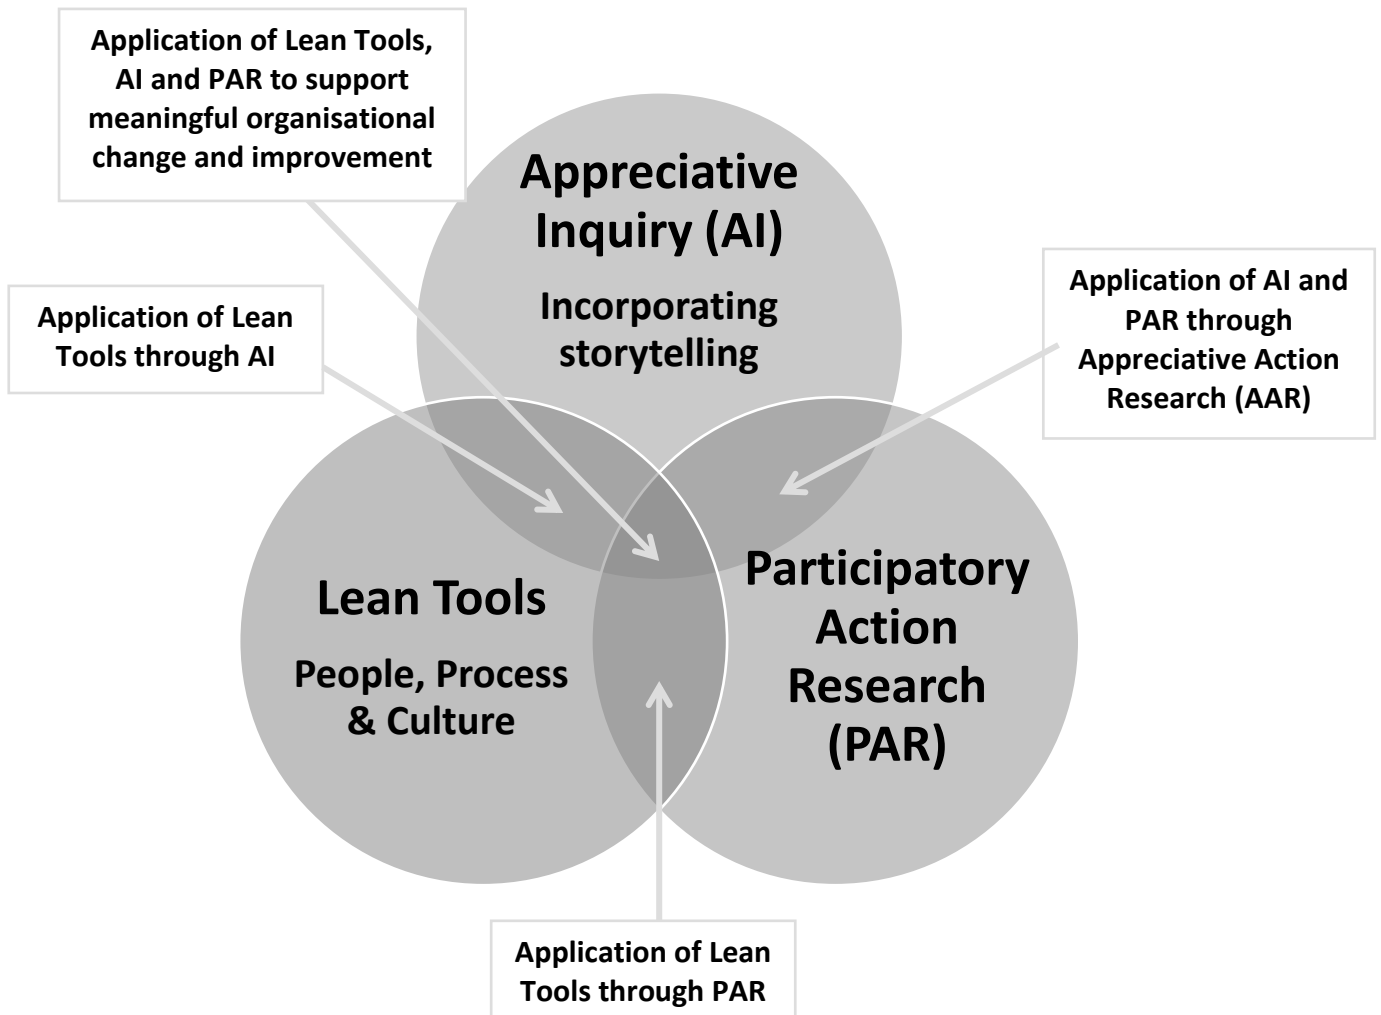 Application of Lean Tools,
AI and PAR to support
meaningful organisational
change and improvement
Appreciative
Inquiry (AI)
Incorporating
storytelling
Application of Lean
Tools through AI
Application of AI and
PAR through
Appreciative Action
Research (AAR)
Lean Tools
People, Process
& Culture
Participatory
Action
Research
(PAR)
Application of Lean
Tools through PAR